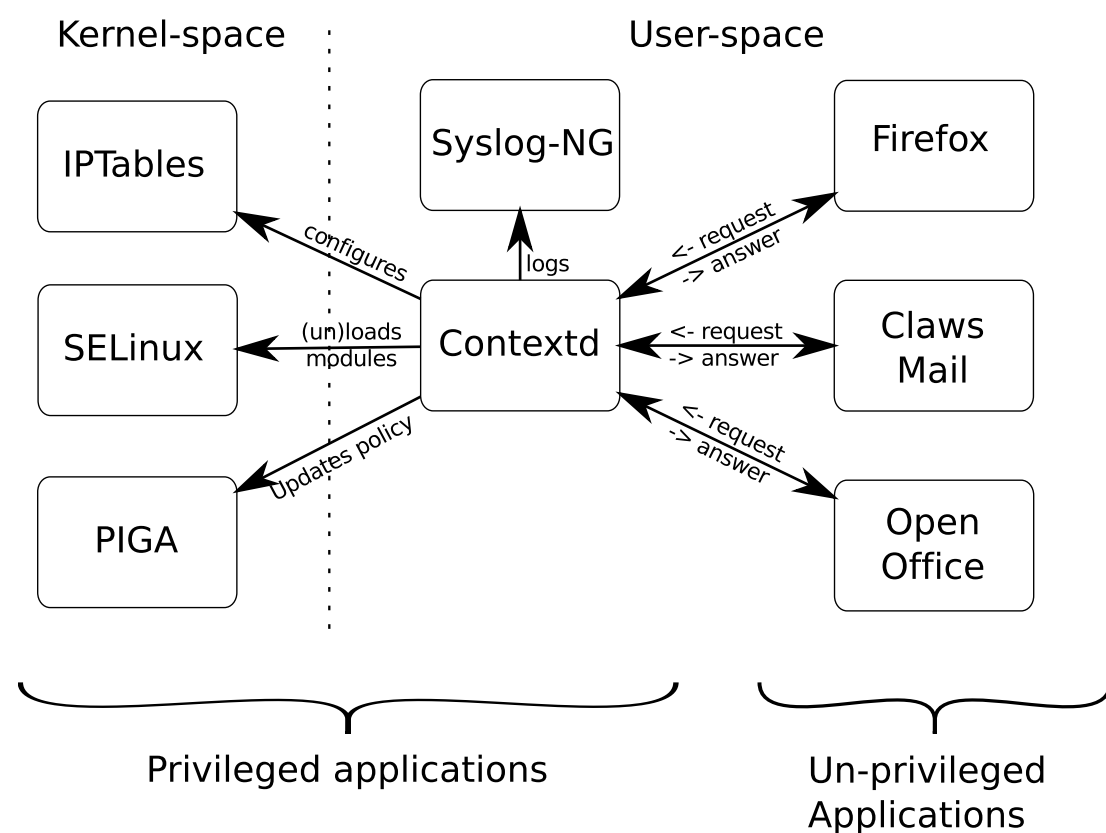 Kernel-space
User-space
IPTables
Syslog-NG
Firefox
configures
logs
<- request
-> answer
SELinux
(un)loads
modules
Contextd
<- request
-> answer
Claws
Mail
PIGA
Updates policy
<- request
-> answer
Open
Office
Privileged applications
Un-privileged
Applications